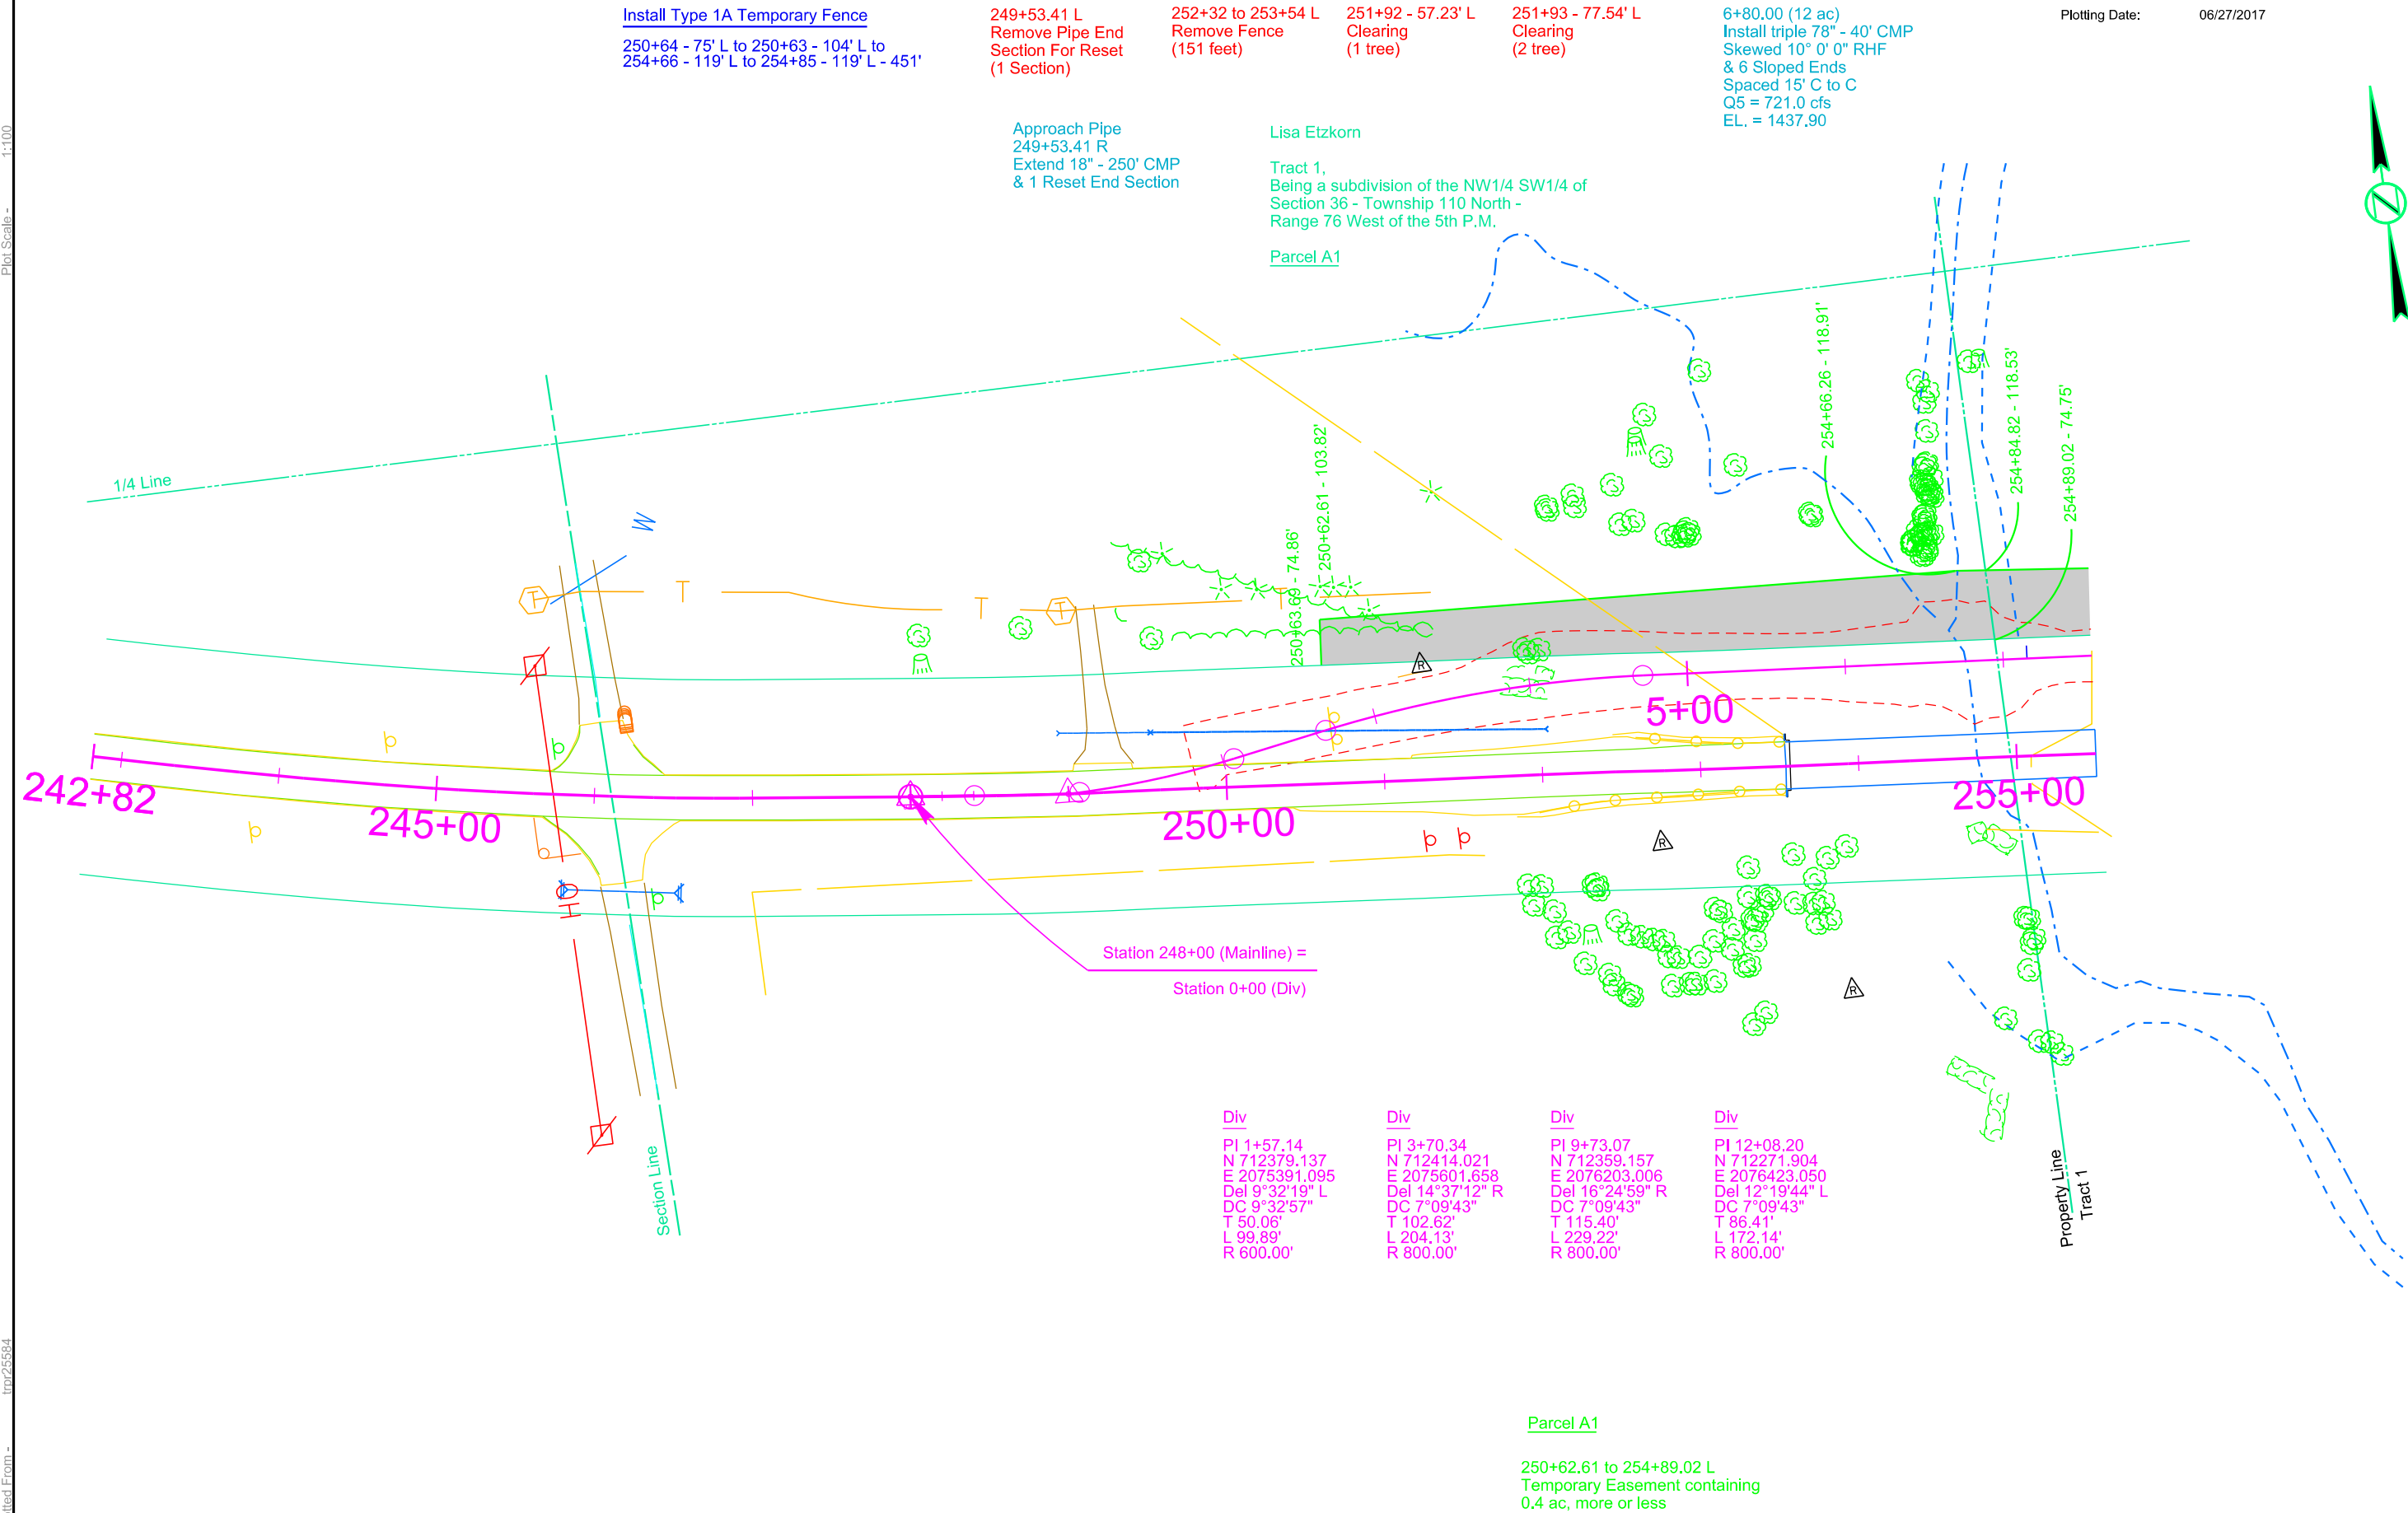 Install Type 1A Temporary Fence
250+64 - 75' L to 250+63 - 104' L to
254+66 - 119' L to 254+85 - 119' L - 451'
249+53.41 L
Remove Pipe End
Section For Reset
(1 Section)
252+32 to 253+54 L
Remove Fence
(151 feet)
251+92 - 57.23' L
Clearing
(1 tree)
251+93 - 77.54' L
Clearing
(2 tree)
6+80.00 (12 ac)
Install triple 78" - 40' CMP
Skewed 10° 0' 0" RHF
& 6 Sloped Ends
Spaced 15' C to C
Q5 = 721.0 cfs
EL. = 1437.90
Plotting Date: 06/27/2017
Approach Pipe
249+53.41 R
Extend 18" - 250' CMP
& 1 Reset End Section
Lisa Etzkorn
Tract 1,
Being a subdivision of the NW1/4 SW1/4 of
Section 36 - Township 110 North -
Range 76 West of the 5th P.M.
Parcel A1
Plot Scale - 1:100
1/4 Line
250+63.69 - 74.86'
250+62.61 - 103.82'
254+66.26 - 118.91'
254+84.82 - 118.53'
254+89.02 - 74.75'
T
T
T
T
T
R
R
R
5+00
242+82
245+00
250+00
255+00
Station 248+00 (Mainline) =
Station 0+00 (Div)
Section Line
Property Line
Tract 1
Div
PI 1+57.14
N 712379.137
E 2075391.095
Del 9°32'19" L
DC 9°32'57"
T 50.06'
L 99.89'
R 600.00'
Div
PI 3+70.34
N 712414.021
E 2075601.658
Del 14°37'12" R
DC 7°09'43"
T 102.62'
L 204.13'
R 800.00'
Div
PI 9+73.07
N 712359.157
E 2076203.006
Del 16°24'59" R
DC 7°09'43"
T 115.40'
L 229.22'
R 800.00'
Div
PI 12+08.20
N 712271.904
E 2076423.050
Del 12°19'44" L
DC 7°09'43"
T 86.41'
L 172.14'
R 800.00'
Parcel A1
250+62.61 to 254+89.02 L
Temporary Easement containing
0.4 ac, more or less
From - trpr25584